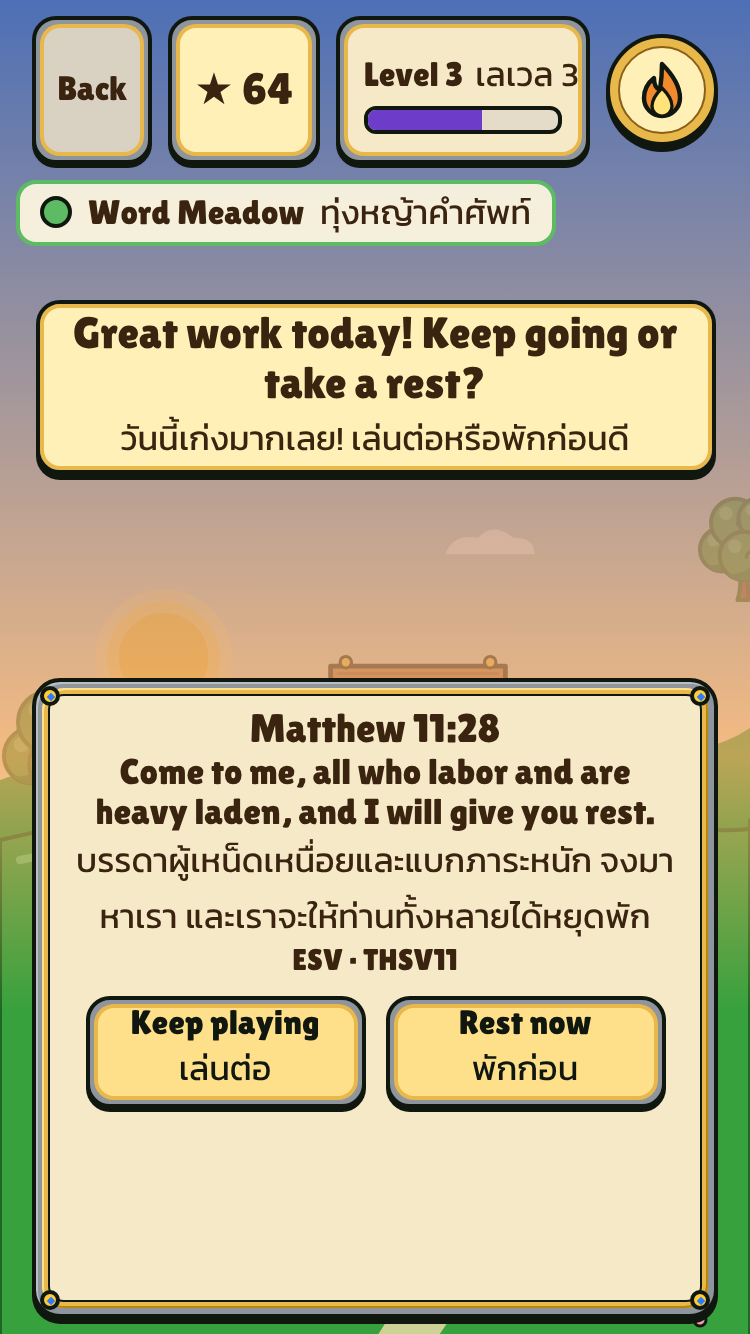 Back
★ 64
Level 3 เลเวล 3
Word Meadow ทุ่งหญ้าคำศัพท์
Great work today! Keep going or
take a rest?
วันนี้เก่งมากเลย! เล่นต่อหรือพักก่อนดี
Matthew 11:28
Come to me, all who labor and are
heavy laden, and I will give you rest.
บรรดาผู้เหน็ดเหนื่อยและแบกภาระหนัก จงมา
หาเรา และเราจะให้ท่านทั้งหลายได้หยุดพัก
ESV · THSV11
Keep playing
เล่นต่อ
Rest now
พักก่อน